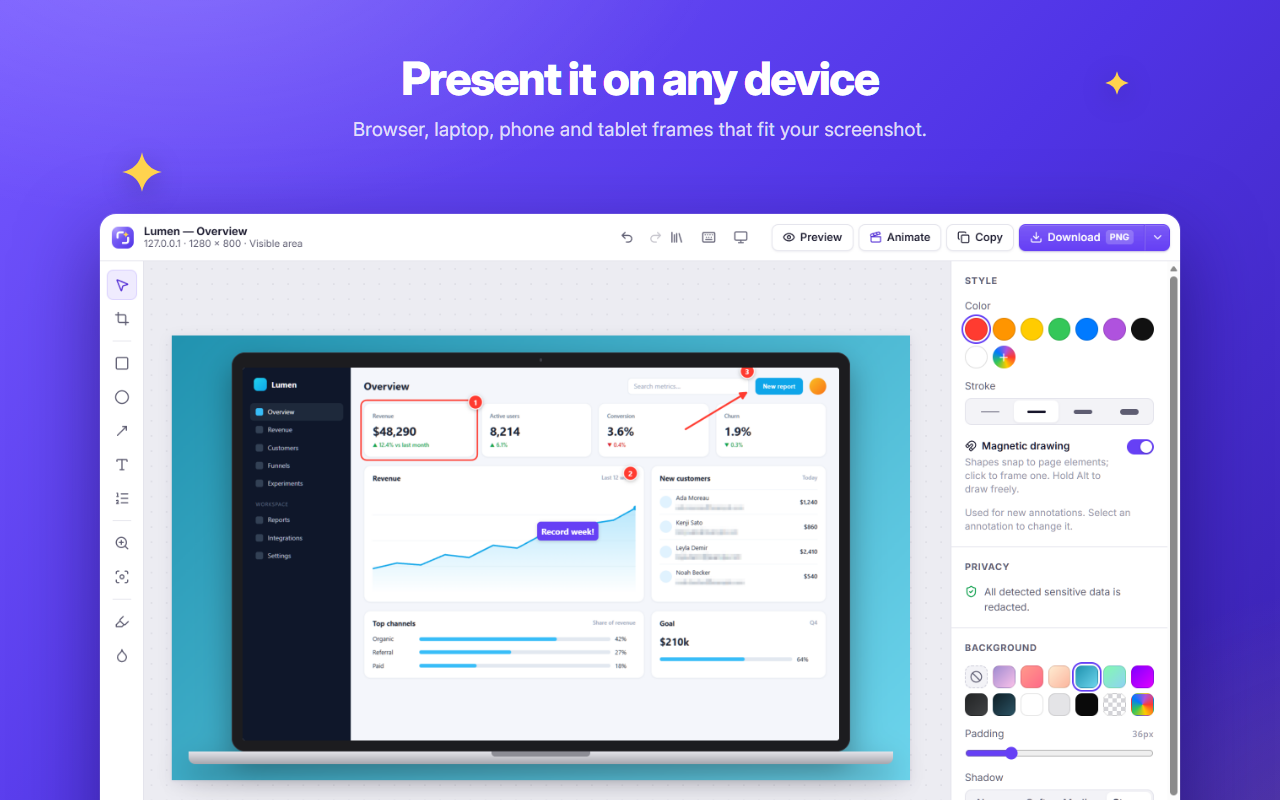 Present it on any device
Browser, laptop, phone and tablet frames that fit your screenshot.
Lumen — Overview
127.0.0.1 · 1280 × 800 · Visible area
Preview
Animate
Copy
Download PNG
STYLE
Color
Stroke
Magnetic drawing
Shapes snap to page elements;
click to frame one. Hold Alt to
draw freely.
Used for new annotations. Select an
annotation to change it.
PRIVACY
All detected sensitive data is
redacted.
BACKGROUND
Padding 36px
Shadow
Lumen
Overview
Revenue
Customers
Funnels
Experiments
WORKSPACE
Reports
Integrations
Settings
Overview
Search metrics...
3
New report
1
Revenue
$48,290
▲ 12.4% vs last month
Active users
8,214
▲ 6.1%
Conversion
3.6%
▼ 0.4%
Churn
1.9%
▼ 0.3%
Revenue
Last 12
2
Record week!
New customers Today
Ada Moreau
$1,240
Kenji Sato
$860
Leyla Demir
$2,410
Noah Becker
$540
Top channels Share of revenue
Organic 42%
Referral 27%
Paid 18%
Goal Q4
$210k
64%